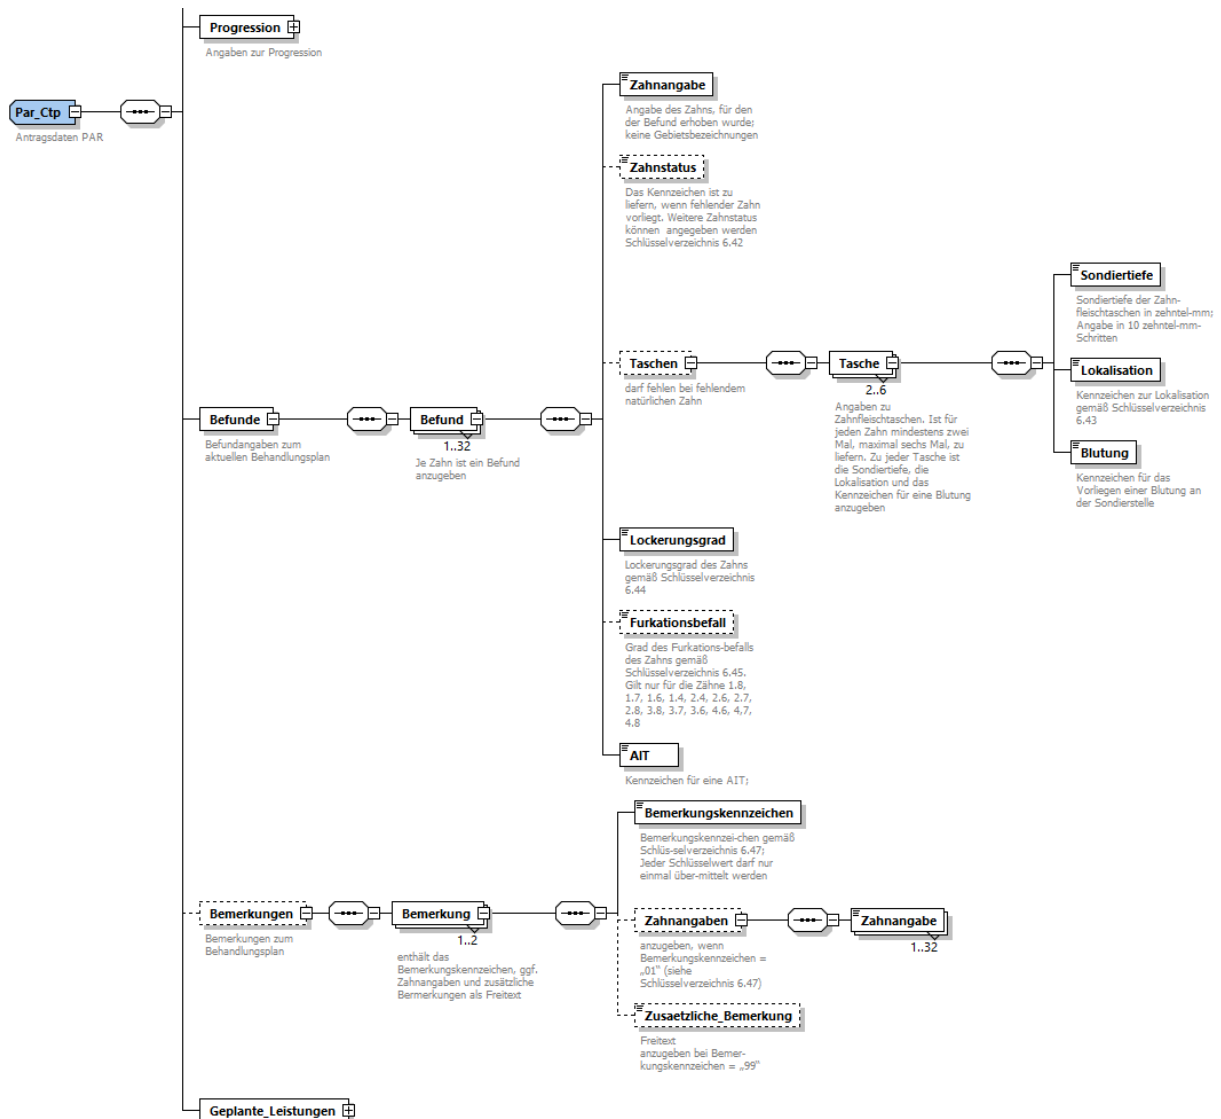 Progression
Angaben zur Progression
Par_Ctp
Antragsdaten PAR
Zahnangabe
Angabe des Zahns, für den
der Befund erhoben wurde;
keine Gebietsbezeichnungen
Zahnstatus
Das Kennzeichen ist zu
liefern, wenn fehlender Zahn
vorliegt. Weitere Zahnstatus
können  angegeben werden
Schlüsselverzeichnis 6.42
Sondiertiefe
Sondiertiefe der Zahn-
fleischtaschen in zehntel-mm;
Angabe in 10 zehntel-mm-
Schritten
Taschen
darf fehlen bei fehlendem
natürlichen Zahn
Tasche
2..6
Angaben zu
Zahnfleischtaschen. Ist für
jeden Zahn mindestens zwei
Mal, maximal sechs Mal, zu
liefern. Zu jeder Tasche ist
die Sondiertiefe, die
Lokalisation und das
Kennzeichen für eine Blutung
anzugeben
Lokalisation
Kennzeichen zur Lokalisation
gemäß Schlüsselverzeichnis
6.43
Befunde
Befundangaben zum
aktuellen Behandlungsplan
Befund
1..32
Je Zahn ist ein Befund
anzugeben
Blutung
Kennzeichen für das
Vorliegen einer Blutung an
der Sondierstelle
Lockerungsgrad
Lockerungsgrad des Zahns
gemäß Schlüsselverzeichnis
6.44
Furkationsbefall
Grad des Furkations-befalls
des Zahns gemäß
Schlüsselverzeichnis 6.45.
Gilt nur für die Zähne 1.8,
1.7, 1.6, 1.4, 2.4, 2.6, 2.7,
2.8, 3.8, 3.7, 3.6, 4.6, 4,7,
4.8
AIT
Kennzeichen für eine AIT;
Bemerkungskennzeichen
Bemerkungskennzei-chen gemäß
Schlüs-selverzeichnis 6.47;
Jeder Schlüsselwert darf nur
einmal über-mittelt werden
Bemerkungen
Bemerkungen zum
Behandlungsplan
Bemerkung
1..2
enthält das
Bemerkungskennzeichen, ggf.
Zahnangaben und zusätzliche
Bermerkungen als Freitext
Zahnangaben
anzugeben, wenn
Bemerkungskennzeichen =
„01“ (siehe
Schlüsselverzeichnis 6.47)
Zahnangabe
1..32
Zusaetzliche_Bemerkung
Freitext
anzugeben bei Bemer-
kungskennzeichen = „99“
Geplante_Leistungen